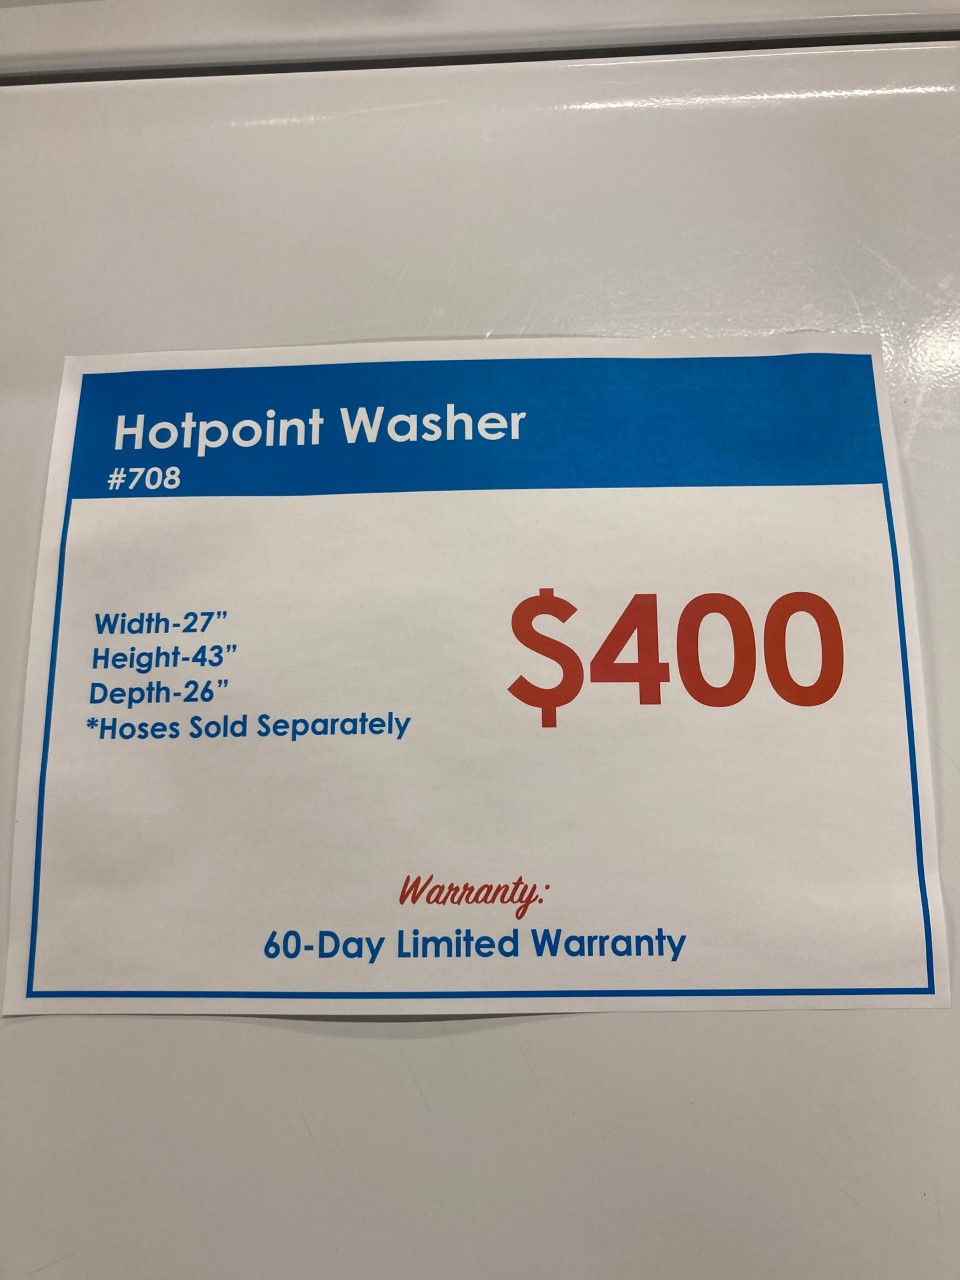 Hotpoint Washer
#708
Width-27”
Height-43”
Depth-26”
*Hoses Sold Separately
$400
Warranty:
60-Day Limited Warranty